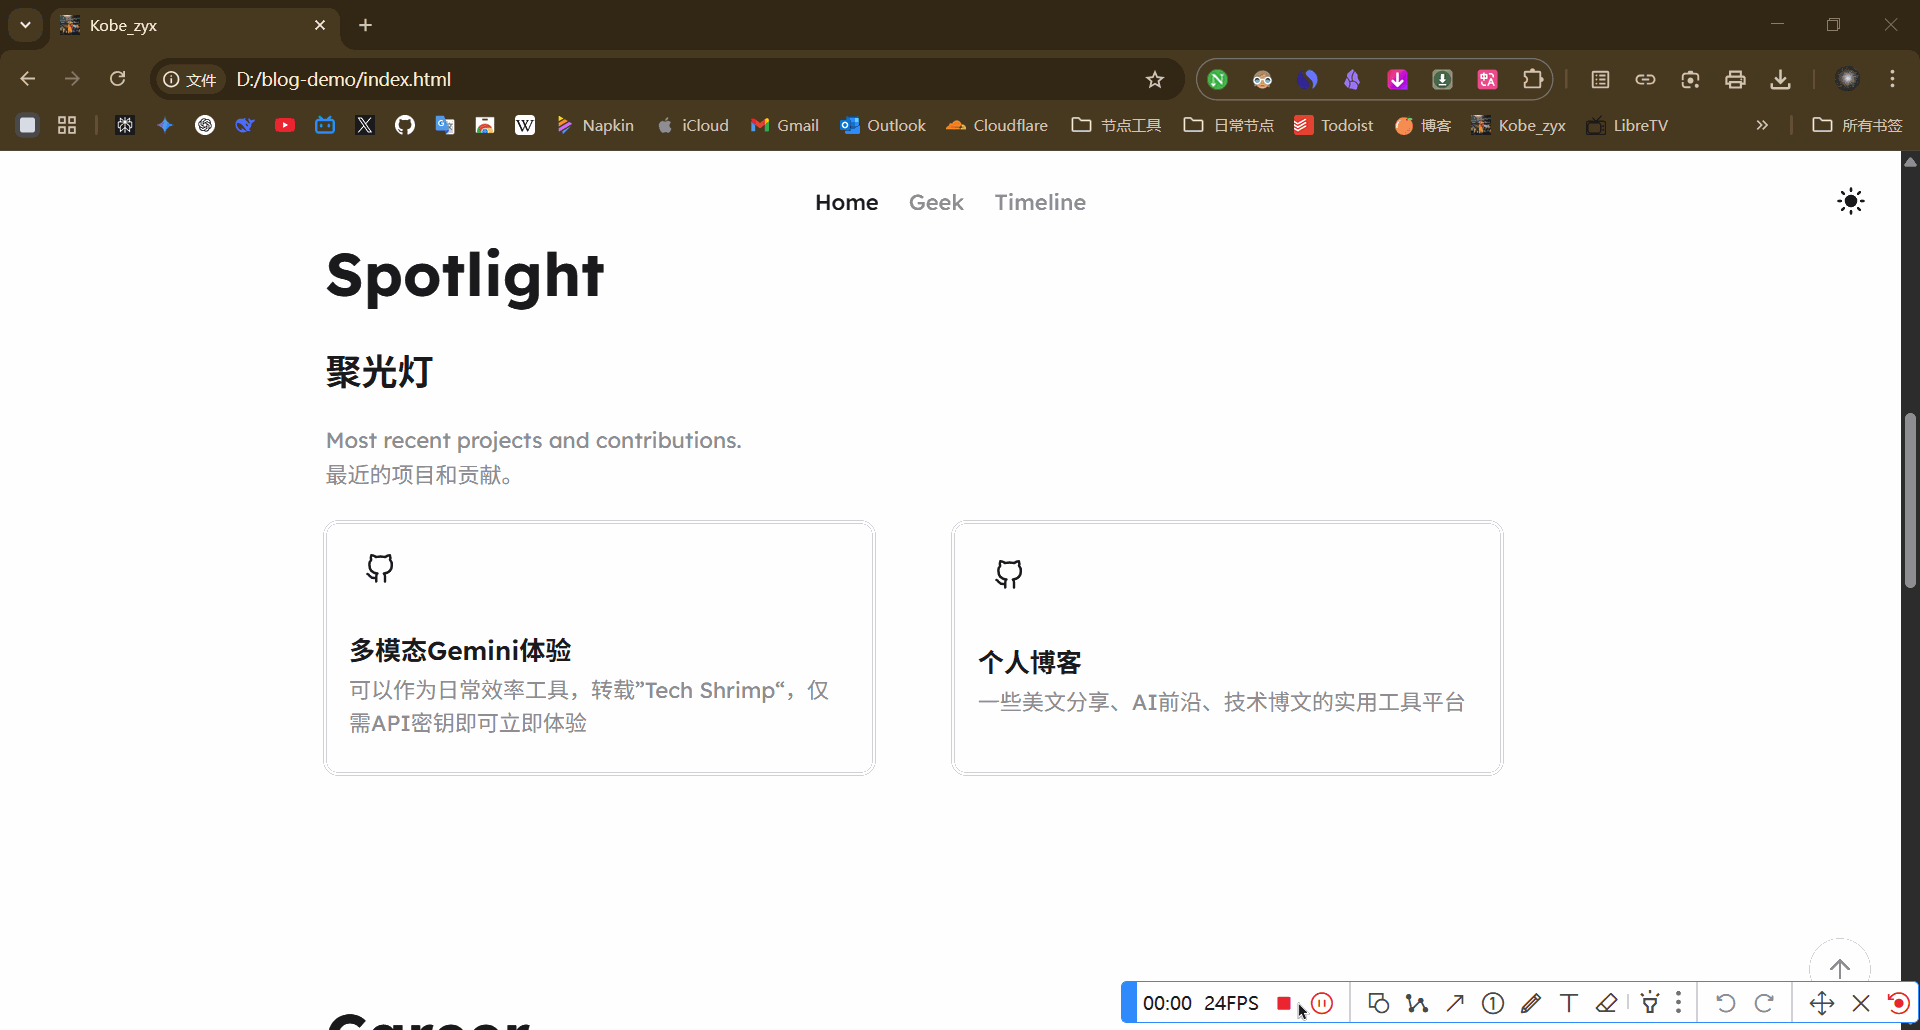 Kobe_zyx
文件 D:/blog-demo/index.html
Napkin iCloud Gmail Outlook Cloudflare 节点工具 日常节点 Todoist 博客 Kobe_zyx LibreTV » 所有书签
Home Geek Timeline
Spotlight
聚光灯
Most recent projects and contributions.
最近的项目和贡献。
多模态Gemini体验
可以作为日常效率工具，转载”Tech Shrimp“，仅
需API密钥即可立即体验
个人博客
一些美文分享、AI前沿、技术博文的实用工具平台
Career
00:00 24FPS